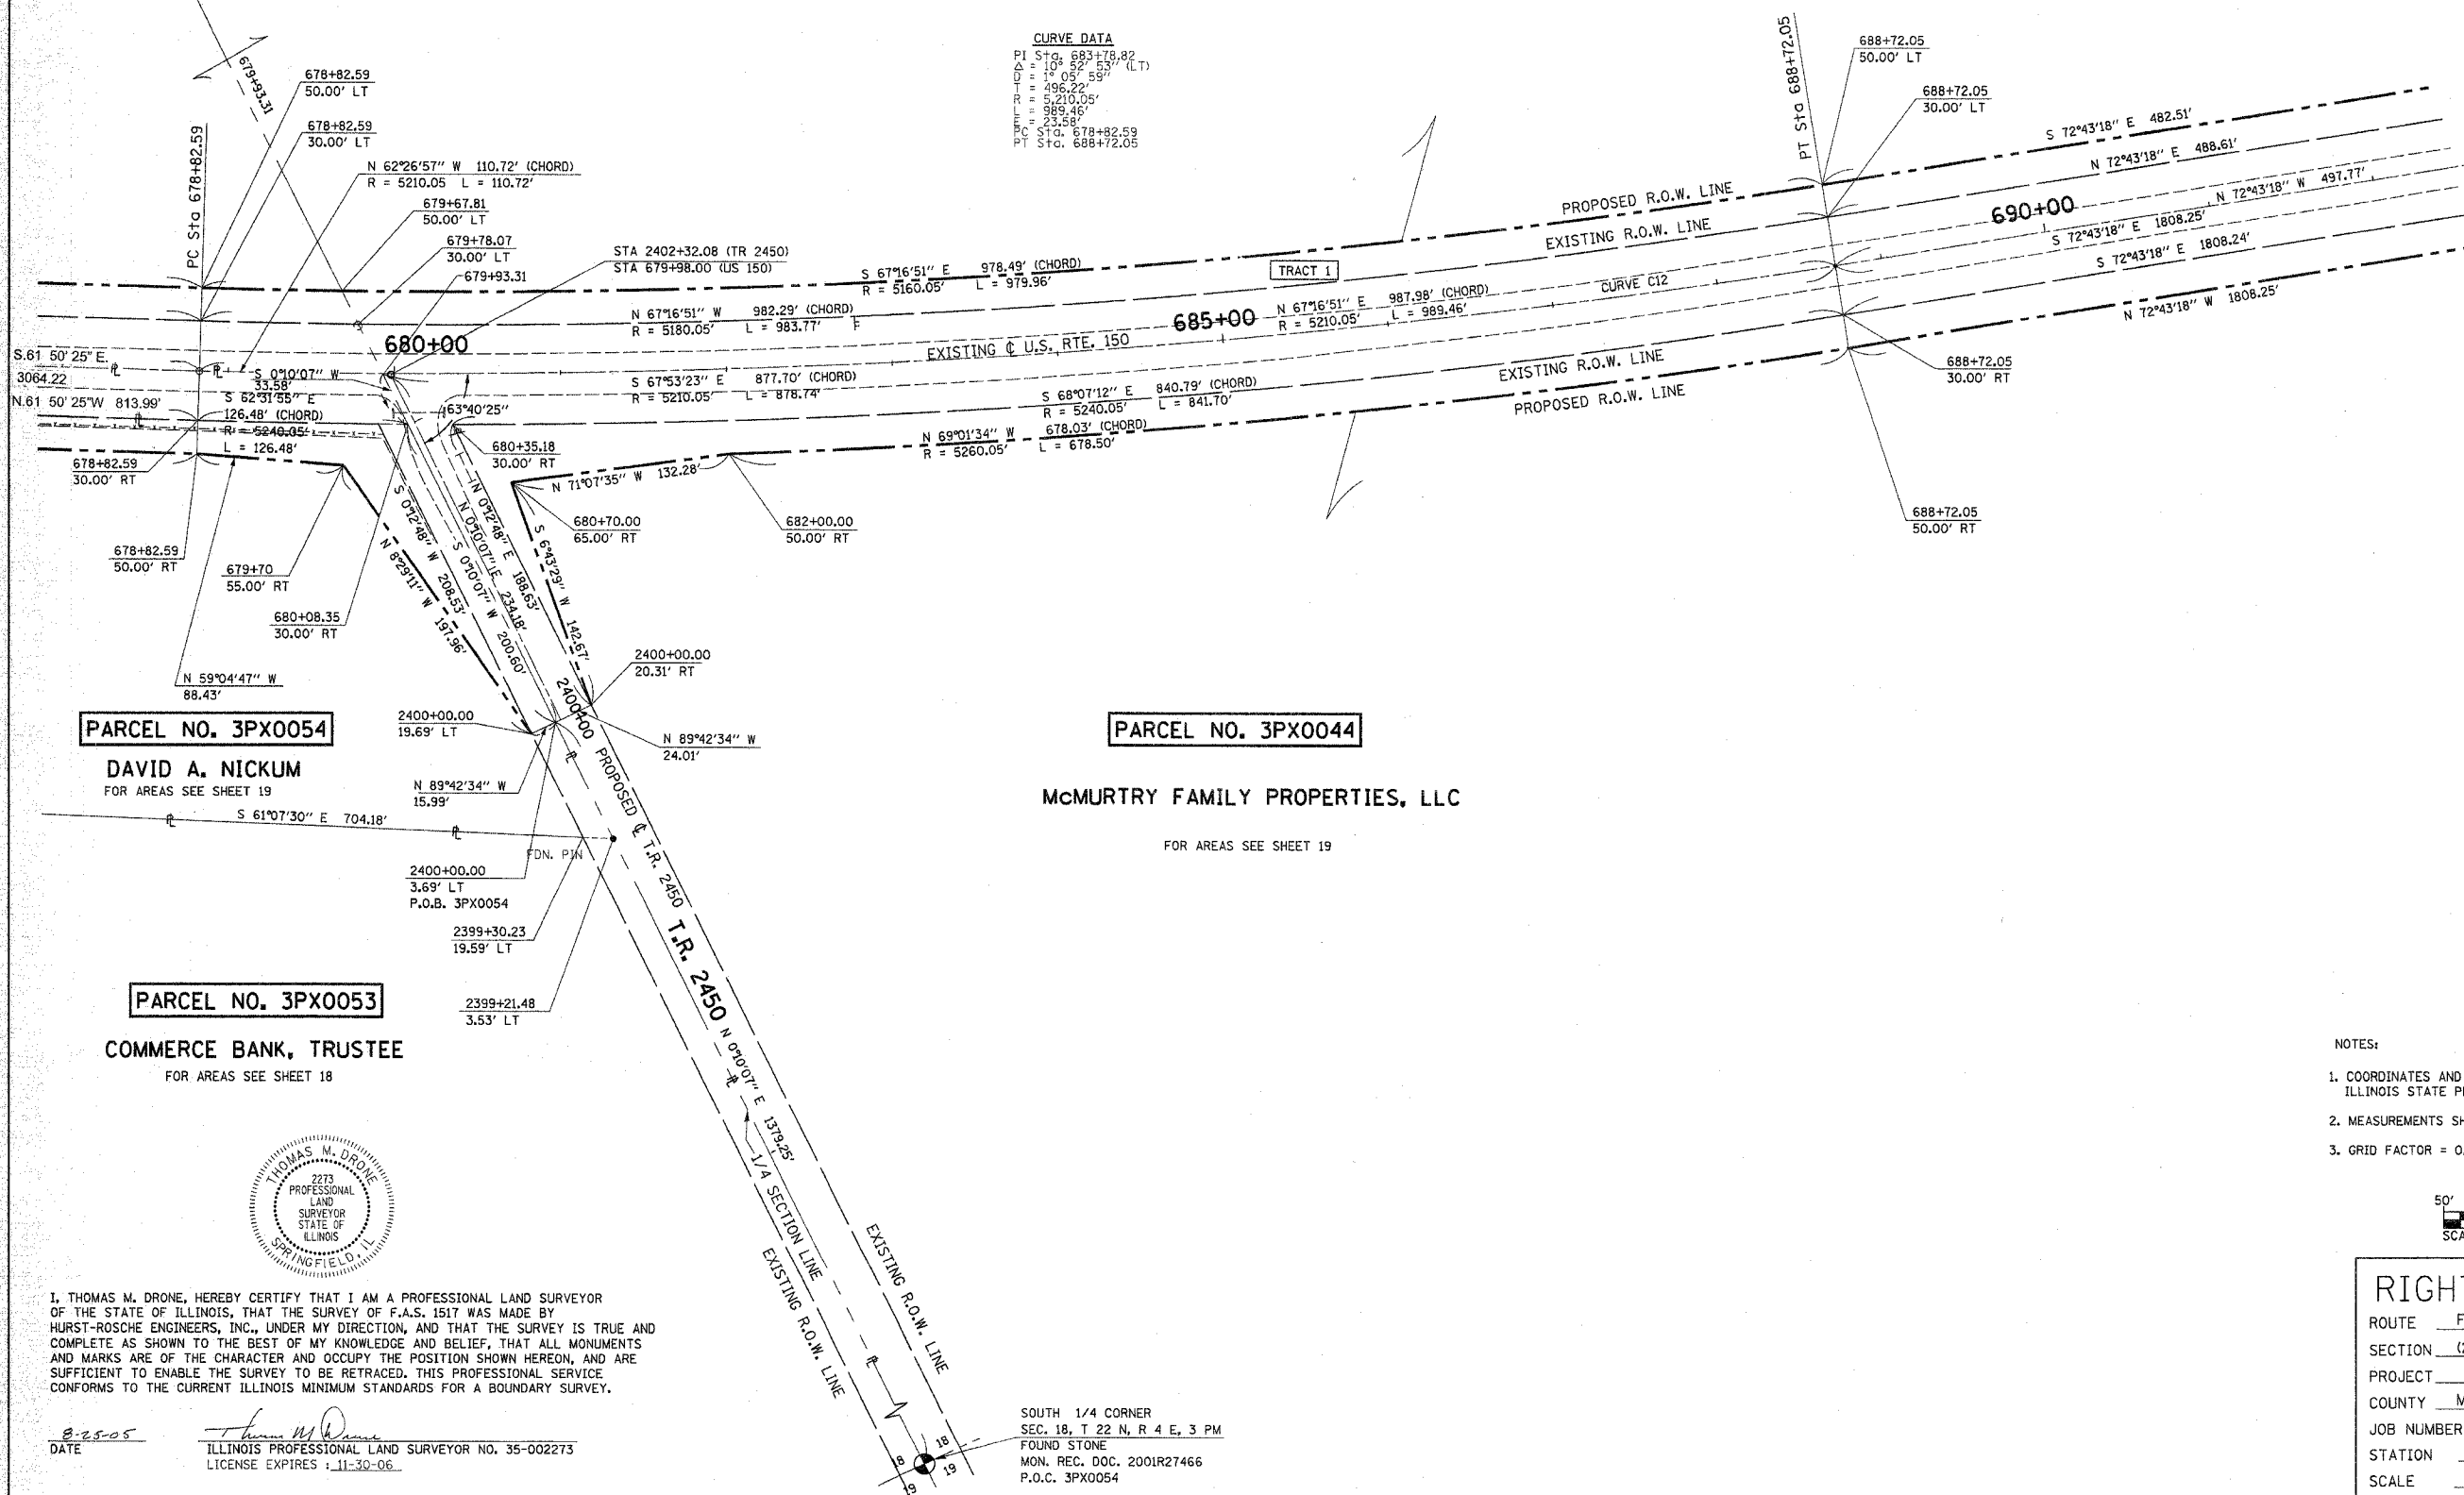 CURVE DATA
PI Sta. 683+78.82
Δ = 10° 52' 53" (LT)
D = 1° 05' 59"
T = 496.22'
R = 5,210.05'
L = 989.46'
E = 23.58'
PC Sta. 678+82.59
PT Sta. 688+72.05
679+93.31
678+82.59
50.00' LT
678+82.59
30.00' LT
PC Sta 678+82.59
N 62°26'57" W 110.72' (CHORD)
R = 5210.05 L = 110.72'
679+67.81
50.00' LT
679+78.07
30.00' LT
679+93.31
STA 2402+32.08 (TR 2450)
STA 679+98.00 (US 150)
S 67°16'51" E 978.49' (CHORD)
R = 5160.05' L = 979.96'
TRACT 1
PROPOSED R.O.W. LINE
EXISTING R.O.W. LINE
PT Sta 688+72.05
688+72.05
50.00' LT
688+72.05
30.00' LT
S 72°43'18" E 482.51'
N 72°43'18" E 488.61'
N 72°43'18" W 497.77'
690+00
S 72°43'18" E 1808.25'
S 72°43'18" E 1808.24'
N 72°43'18" W 1808.25'
N 67°16'51" W 982.29' (CHORD)
R = 5180.05' L = 983.77'
680+00
685+00
N 67°16'51" E 987.98' (CHORD)
R = 5210.05' L = 989.46'
CURVE C12
EXISTING ℄ U.S. RTE. 150
S.61 50'25" E.
3064.22
N.61 50'25"W 813.99'
S 0°10'07" W
33.58'
S 62°31'55" E
126.48' (CHORD)
R = 5240.05'
L = 126.48'
S 67°53'23" E 877.70' (CHORD)
R = 5210.05' L = 878.74'
63°40'25"
S 68°07'12" E 840.79' (CHORD)
R = 5240.05' L = 841.70'
EXISTING R.O.W. LINE
PROPOSED R.O.W. LINE
N 69°01'34" W 678.03' (CHORD)
R = 5260.05' L = 678.50'
680+35.18
30.00' RT
N 71°07'35" W 132.28'
688+72.05
30.00' RT
688+72.05
50.00' RT
678+82.59
30.00' RT
678+82.59
50.00' RT
679+70
55.00' RT
680+08.35
30.00' RT
680+70.00
65.00' RT
682+00.00
50.00' RT
N 59°04'47" W
88.43'
N 8°29'11" W 197.96'
S 0°12'48" W 208.53'
S 0°10'07" W 200.60'
N 0°10'07" E 234.18'
N 0°12'48" E 188.63'
S 6°43'29" W 142.67'
2400+00.00
20.31' RT
2400+00.00
19.69' LT
2400+00
N 89°42'34" W
24.01'
N 89°42'34" W
15.99'
PARCEL NO. 3PX0054
DAVID A. NICKUM
FOR AREAS SEE SHEET 19
S 61°07'30" E 704.18'
FDN. PIN
2400+00.00
3.69' LT
P.O.B. 3PX0054
2399+30.23
19.59' LT
2399+21.48
3.53' LT
PARCEL NO. 3PX0044
McMURTRY FAMILY PROPERTIES, LLC
FOR AREAS SEE SHEET 19
PROPOSED ℄ T.R. 2450
T.R. 2450
N 0°10'07" E 1379.25'
1/4 SECTION LINE
EXISTING R.O.W. LINE
EXISTING R.O.W. LINE
PARCEL NO. 3PX0053
COMMERCE BANK, TRUSTEE
FOR AREAS SEE SHEET 18
THOMAS M. DRONE
2273
PROFESSIONAL
LAND
SURVEYOR
STATE OF
ILLINOIS
SPRINGFIELD, IL
I, THOMAS M. DRONE, HEREBY CERTIFY THAT I AM A PROFESSIONAL LAND SURVEYOR
OF THE STATE OF ILLINOIS, THAT THE SURVEY OF F.A.S. 1517 WAS MADE BY
HURST-ROSCHE ENGINEERS, INC., UNDER MY DIRECTION, AND THAT THE SURVEY IS TRUE AND
COMPLETE AS SHOWN TO THE BEST OF MY KNOWLEDGE AND BELIEF, THAT ALL MONUMENTS
AND MARKS ARE OF THE CHARACTER AND OCCUPY THE POSITION SHOWN HEREON, AND ARE
SUFFICIENT TO ENABLE THE SURVEY TO BE RETRACED. THIS PROFESSIONAL SERVICE
CONFORMS TO THE CURRENT ILLINOIS MINIMUM STANDARDS FOR A BOUNDARY SURVEY.
8-25-05
DATE
ILLINOIS PROFESSIONAL LAND SURVEYOR NO. 35-002273
LICENSE EXPIRES : 11-30-06
18 18
19 19
SOUTH 1/4 CORNER
SEC. 18, T 22 N, R 4 E, 3 PM
FOUND STONE
MON. REC. DOC. 2001R27466
P.O.C. 3PX0054
NOTES:
1. COORDINATES AND
ILLINOIS STATE
2. MEASUREMENTS
3. GRID FACTOR =
50'
ROUTE
SECTION
PROJECT
COUNTY
JOB NUMBER
STATION
SCALE